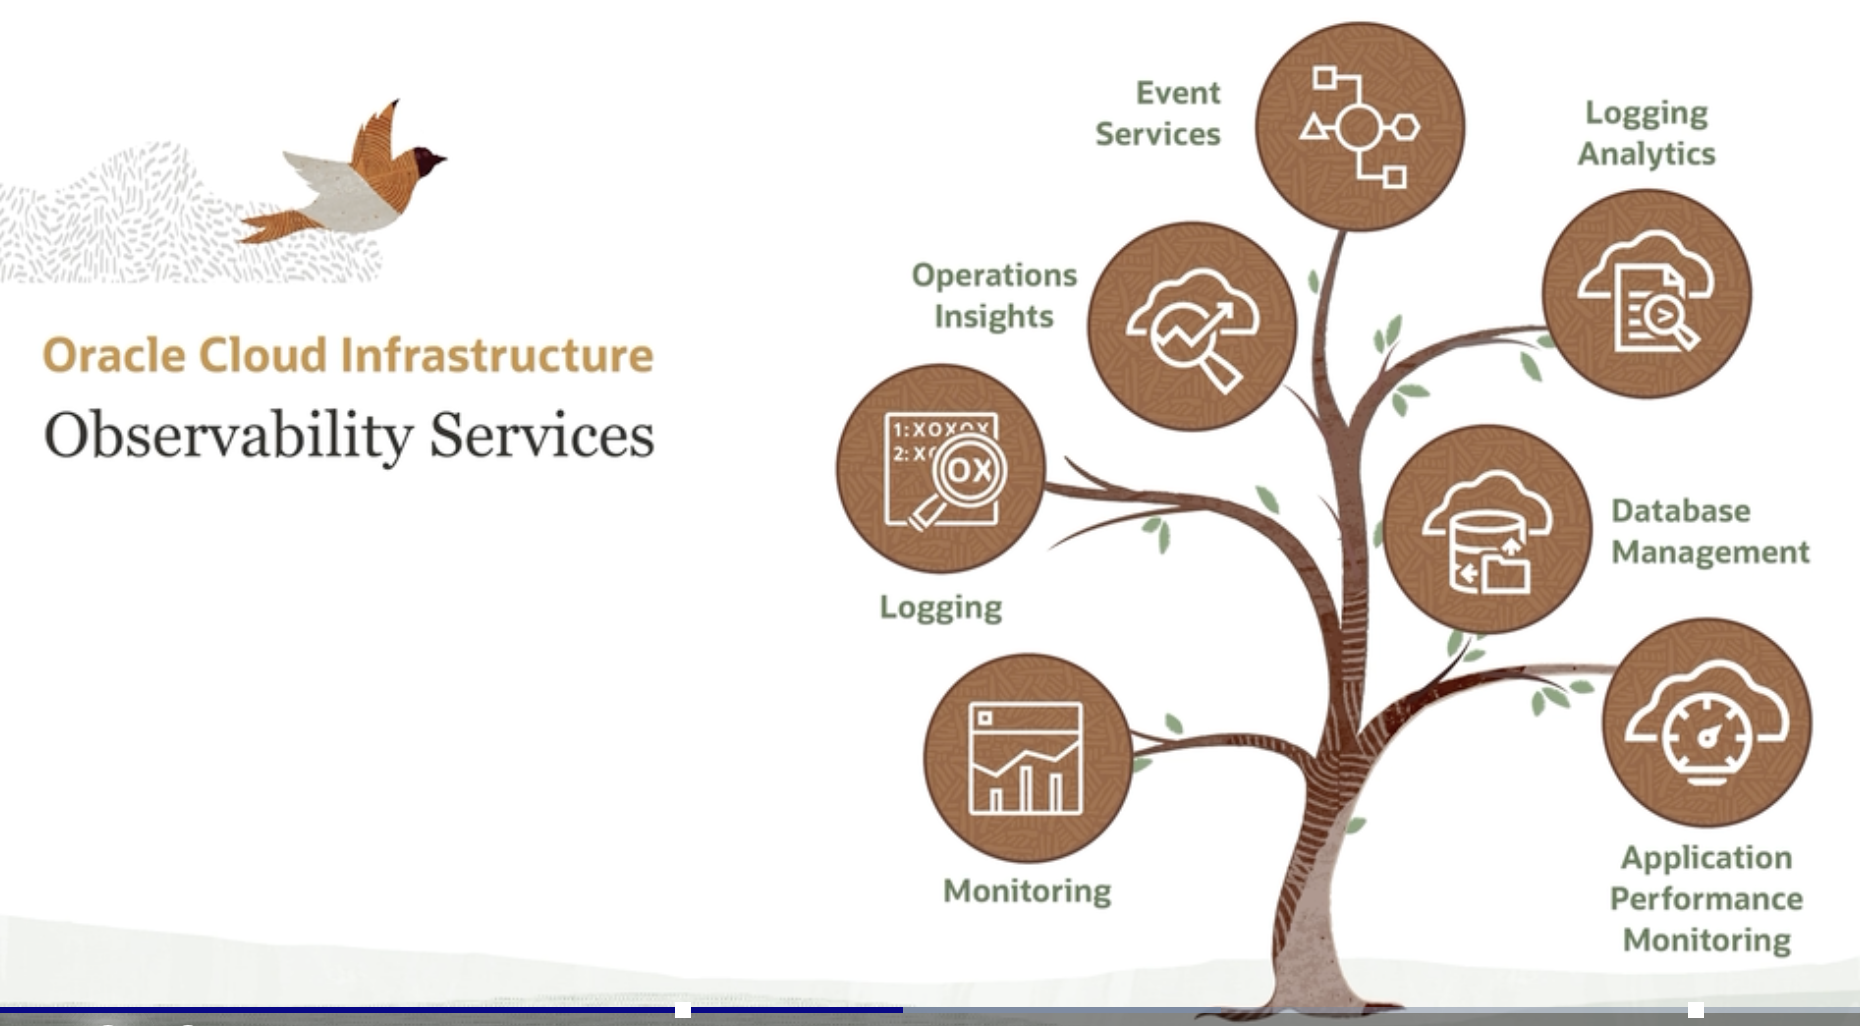 Oracle Cloud Infrastructure
Observability Services
Event
Services
Logging
Analytics
Operations
Insights
1:XOXOX
2:XO
OX
Logging
Database
Management
Monitoring
Application
Performance
Monitoring